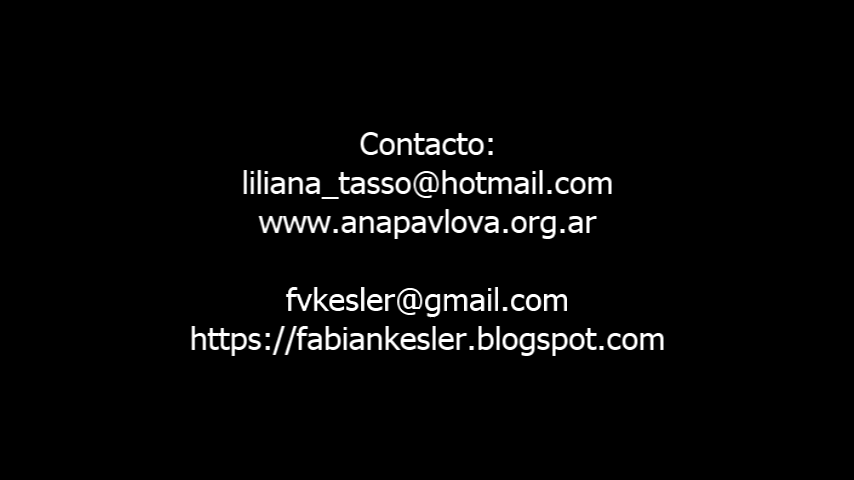 Contacto:
liliana_tasso@hotmail.com
www.anapavlova.org.ar
fvkesler@gmail.com
https://fabiankesler.blogspot.com